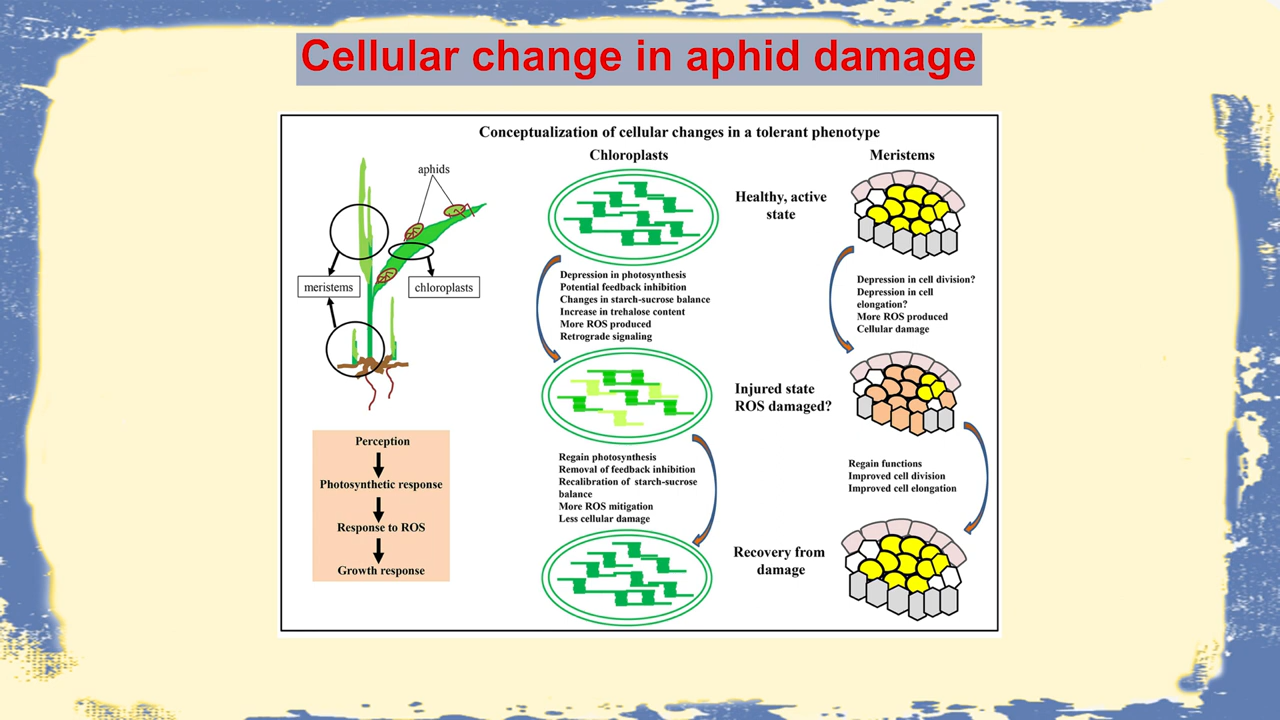 Cellular change in aphid damage
Conceptualization of cellular changes in a tolerant phenotype
aphids
meristems
chloroplasts
Perception
Photosynthetic response
Response to ROS
Growth response
Chloroplasts
Meristems
Healthy, active
state
Depression in photosynthesis
Potential feedback inhibition
Changes in starch-sucrose balance
Increase in trehalose content
More ROS produced
Retrograde signaling
Depression in cell division?
Depression in cell
elongation?
More ROS produced
Cellular damage
Injured state
ROS damaged?
Regain photosynthesis
Removal of feedback inhibition
Recalibration of starch-sucrose
balance
More ROS mitigation
Less cellular damage
Regain functions
Improved cell division
Improved cell elongation
Recovery from
damage